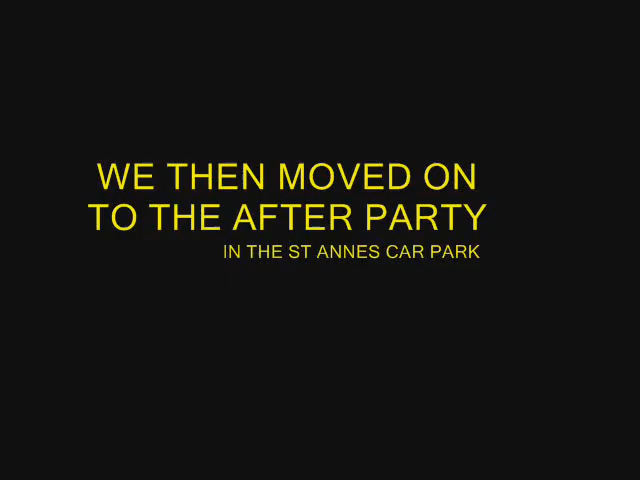 WE THEN MOVED ON
TO THE AFTER PARTY
IN THE ST ANNES CAR PARK